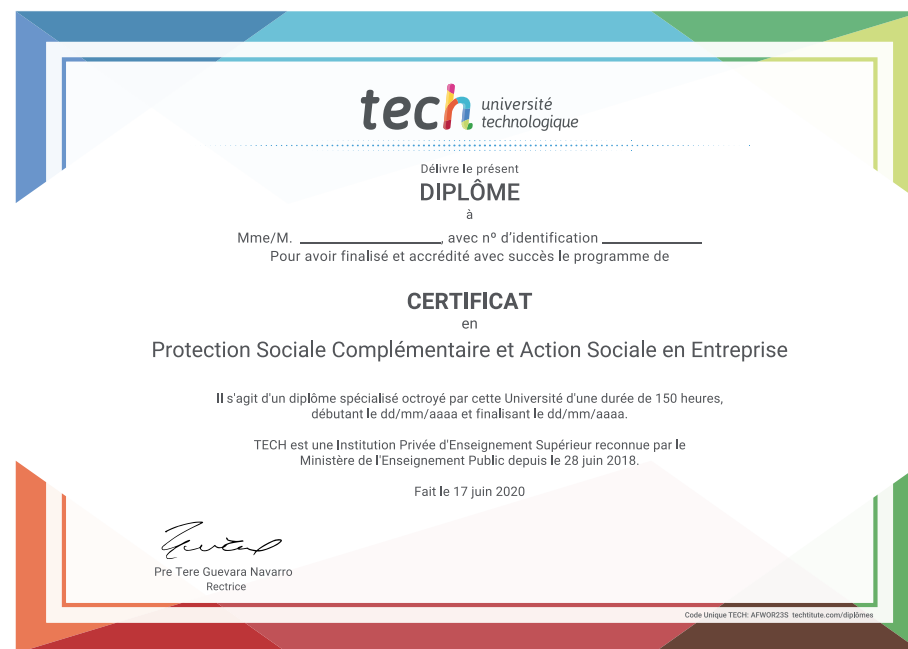 tech université
technologique
Délivre le présent
DIPLÔME
à
Mme/M. ____________________, avec nº d'identification ______________
Pour avoir finalisé et accrédité avec succès le programme de
CERTIFICAT
en
Protection Sociale Complémentaire et Action Sociale en Entreprise
Il s'agit d'un diplôme spécialisé octroyé par cette Université d'une durée de 150 heures,
débutant le dd/mm/aaaa et finalisant le dd/mm/aaaa.
TECH est une Institution Privée d'Enseignement Supérieur reconnue par le
Ministère de l'Enseignement Public depuis le 28 juin 2018.
Fait le 17 juin 2020
Pre Tere Guevara Navarro
Rectrice
Code Unique TECH: AFWOR23S techtitute.com/diplômes